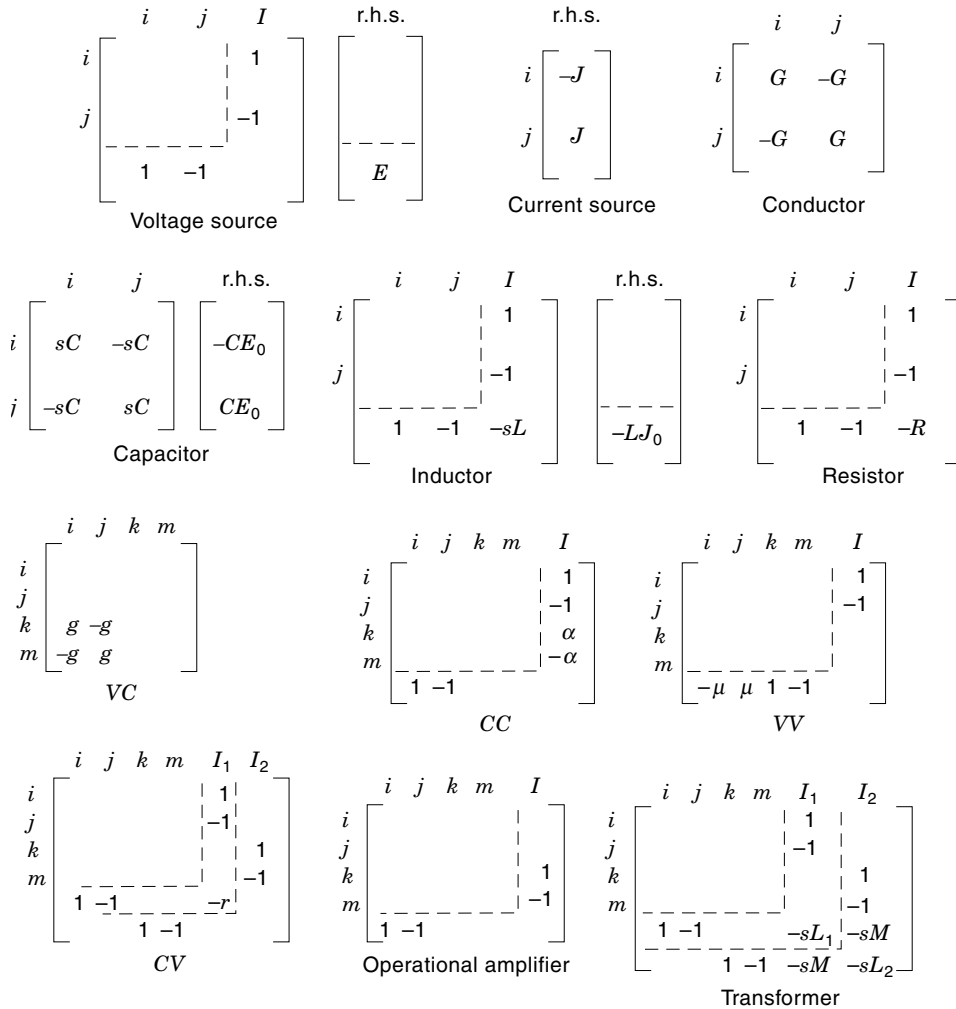 i j I r.h.s. r.h.s. i j
i 1
i –J i G –G
j –1
j J j –G G
1 –1 E
Voltage source Current source Conductor
i j r.h.s. i j I r.h.s. i j I
i 1 i 1
i sC –sC –CE₀
j –1 j –1
j –sC sC CE₀
1 –1 –sL –LJ₀ 1 –1 –R
Capacitor Inductor Resistor
i j k m
i
j
k g –g
m –g g
VC
i j k m I
i 1
j –1
k α
m –α
1 –1
CC
i j k m I
i 1
j –1
k
m
–μ μ 1 –1
VV
i j k m I₁ I₂
i 1
j –1
k 1
m –1
1 –1 –r
1 –1
CV
i j k m I
i
j
k 1
m –1
1 –1
Operational amplifier
i j k m I₁ I₂
i 1
j –1
k 1
m –1
1 –1 –sL₁ –sM
1 –1 –sM –sL₂
Transformer